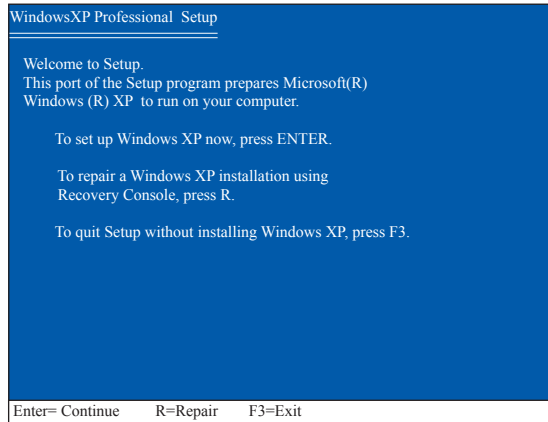 WindowsXP Professional Setup
Welcome to Setup.
This port of the Setup program prepares Microsoft(R)
Windows (R) XP to run on your computer.
To set up Windows XP now, press ENTER.
To repair a Windows XP installation using
Recovery Console, press R.
To quit Setup without installing Windows XP, press F3.
Enter= Continue R=Repair F3=Exit